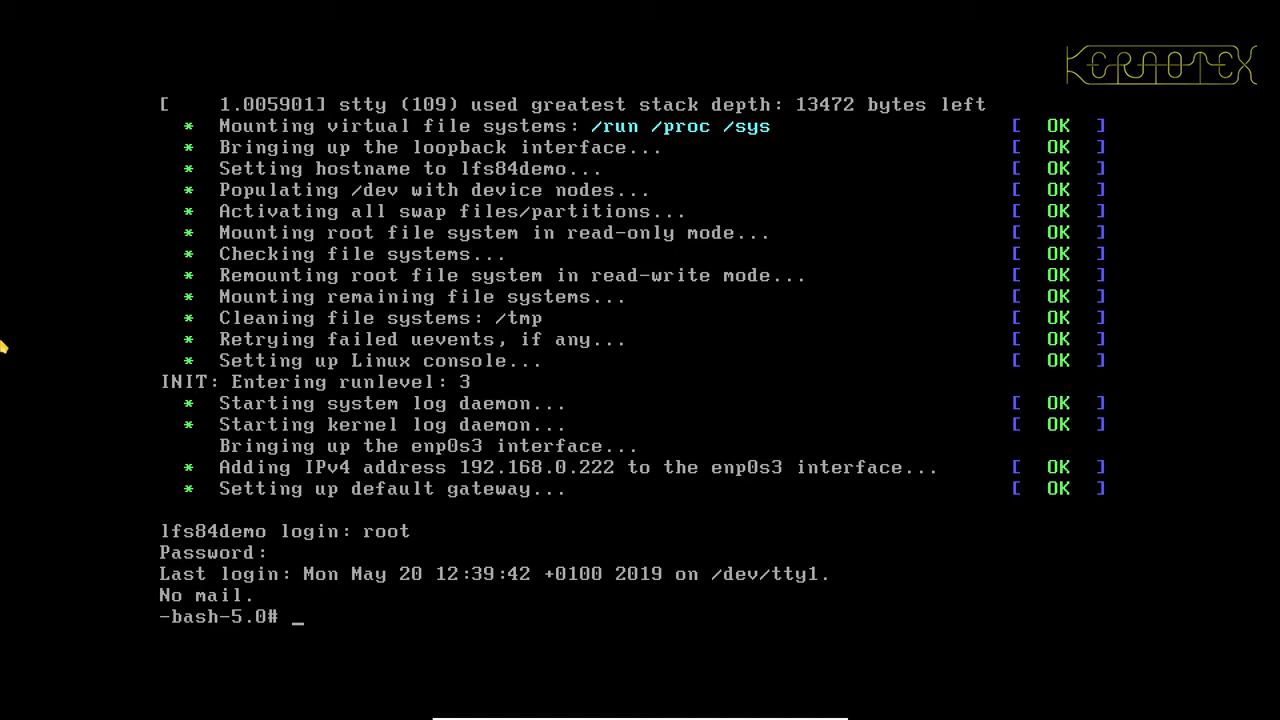 KERNOTEX
[    1.005901] stty (109) used greatest stack depth: 13472 bytes left
* Mounting virtual file systems: /run /proc /sys [ OK ]
* Bringing up the loopback interface... [ OK ]
* Setting hostname to lfs84demo... [ OK ]
* Populating /dev with device nodes... [ OK ]
* Activating all swap files/partitions... [ OK ]
* Mounting root file system in read-only mode... [ OK ]
* Checking file systems... [ OK ]
* Remounting root file system in read-write mode... [ OK ]
* Mounting remaining file systems... [ OK ]
* Cleaning file systems: /tmp [ OK ]
* Retrying failed uevents, if any... [ OK ]
* Setting up Linux console... [ OK ]
INIT: Entering runlevel: 3
* Starting system log daemon... [ OK ]
* Starting kernel log daemon... [ OK ]
Bringing up the enp0s3 interface...
* Adding IPv4 address 192.168.0.222 to the enp0s3 interface... [ OK ]
* Setting up default gateway... [ OK ]
lfs84demo login: root
Password:
Last login: Mon May 20 12:39:42 +0100 2019 on /dev/tty1.
No mail.
-bash-5.0# _